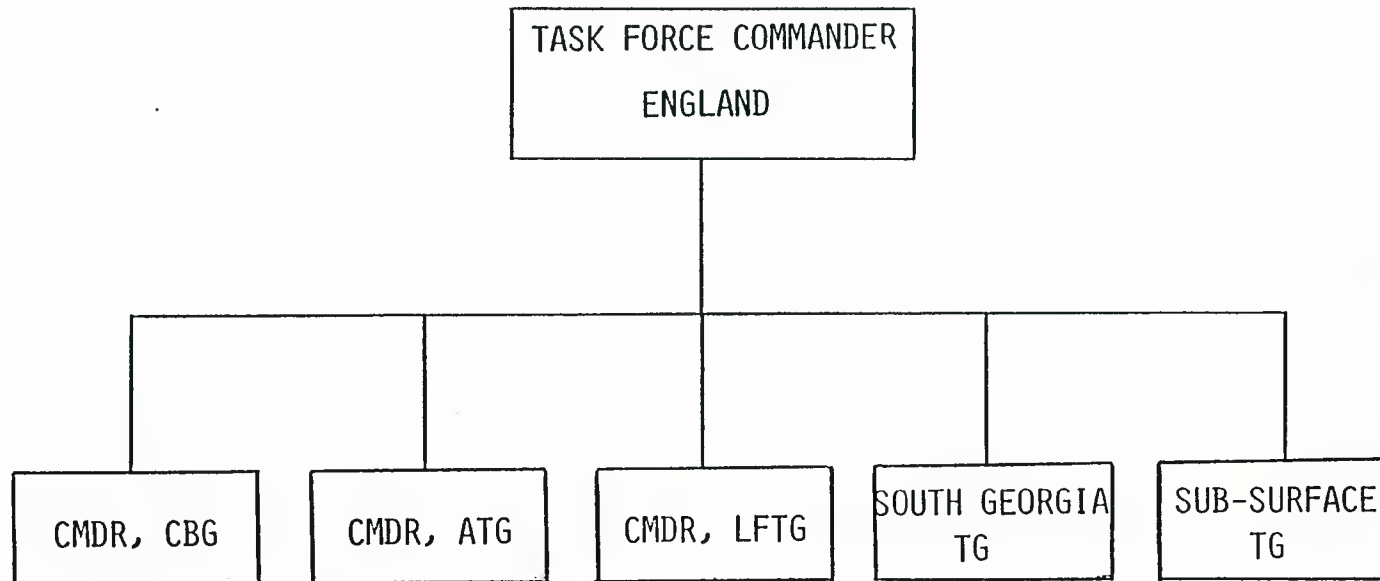 TASK FORCE COMMANDER
ENGLAND
CMDR, CBG
CMDR, ATG
CMDR, LFTG
SOUTH GEORGIA
TG
SUB-SURFACE
TG